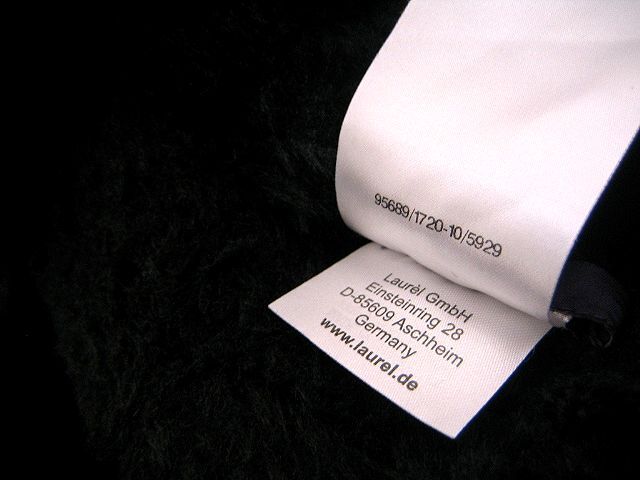 95689/1720-10/5929
Laurèl GmbH
Einsteinring 28
D-85609 Aschheim
Germany
www.laurel.de